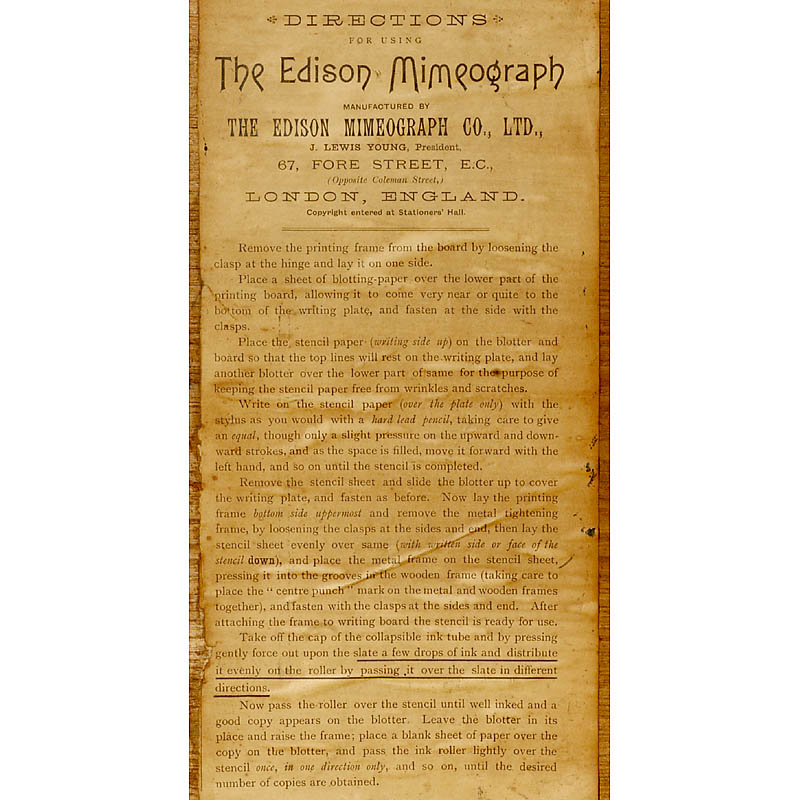 DIRECTIONS
FOR USING
The Edison Mimeograph
MANUFACTURED BY
THE EDISON MIMEOGRAPH CO., LTD.,
J. LEWIS YOUNG, President,
67, FORE STREET, E.C.,
(Opposite Coleman Street,)
LONDON, ENGLAND.
Copyright entered at Stationers' Hall.
Remove the printing frame from the board by loosening the
clasp at the hinge and lay it on one side.
Place a sheet of blotting-paper over the lower part of the
printing board, allowing it to come very near or quite to the
bottom of the writing plate, and fasten at the side with the
clasps.
Place the stencil paper (writing side up) on the blotter and
board so that the top lines will rest on the writing plate, and lay
another blotter over the lower part of same for the purpose of
keeping the stencil paper free from wrinkles and scratches.
Write on the stencil paper (over the plate only) with the
stylus as you would with a hard lead pencil, taking care to give
an equal, though only a slight pressure on the upward and down-
ward strokes, and as the space is filled, move it forward with the
left hand, and so on until the stencil is completed.
Remove the stencil sheet and slide the blotter up to cover
the writing plate, and fasten as before. Now lay the printing
frame bottom side uppermost and remove the metal tightening
frame, by loosening the clasps at the sides and end, then lay the
stencil sheet evenly over same (with written side or face of the
stencil down), and place the metal frame on the stencil sheet,
pressing it into the grooves in the wooden frame (taking care to
place the "centre punch" mark on the metal and wooden frames
together), and fasten with the clasps at the sides and end. After
attaching the frame to writing board the stencil is ready for use.
Take off the cap of the collapsible ink tube and by pressing
gently force out upon the slate a few drops of ink and distribute
it evenly on the roller by passing it over the slate in different
directions.
Now pass the roller over the stencil until well inked and a
good copy appears on the blotter. Leave the blotter in its
place and raise the frame; place a blank sheet of paper over the
copy on the blotter, and pass the ink roller lightly over the
stencil once, in one direction only, and so on, until the desired
number of copies are obtained.